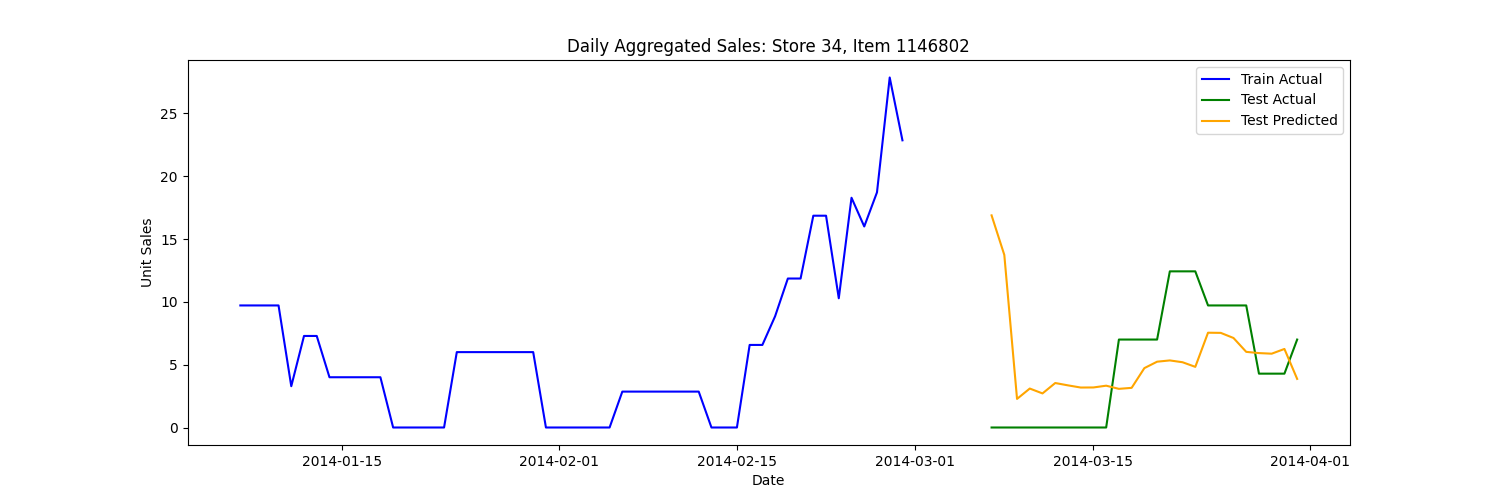 Daily Aggregated Sales: Store 34, Item 1146802
Train Actual
Test Actual
Test Predicted
Unit Sales
25
20
15
10
5
0
2014-01-15
2014-02-01
2014-02-15
2014-03-01
2014-03-15
2014-04-01
Date